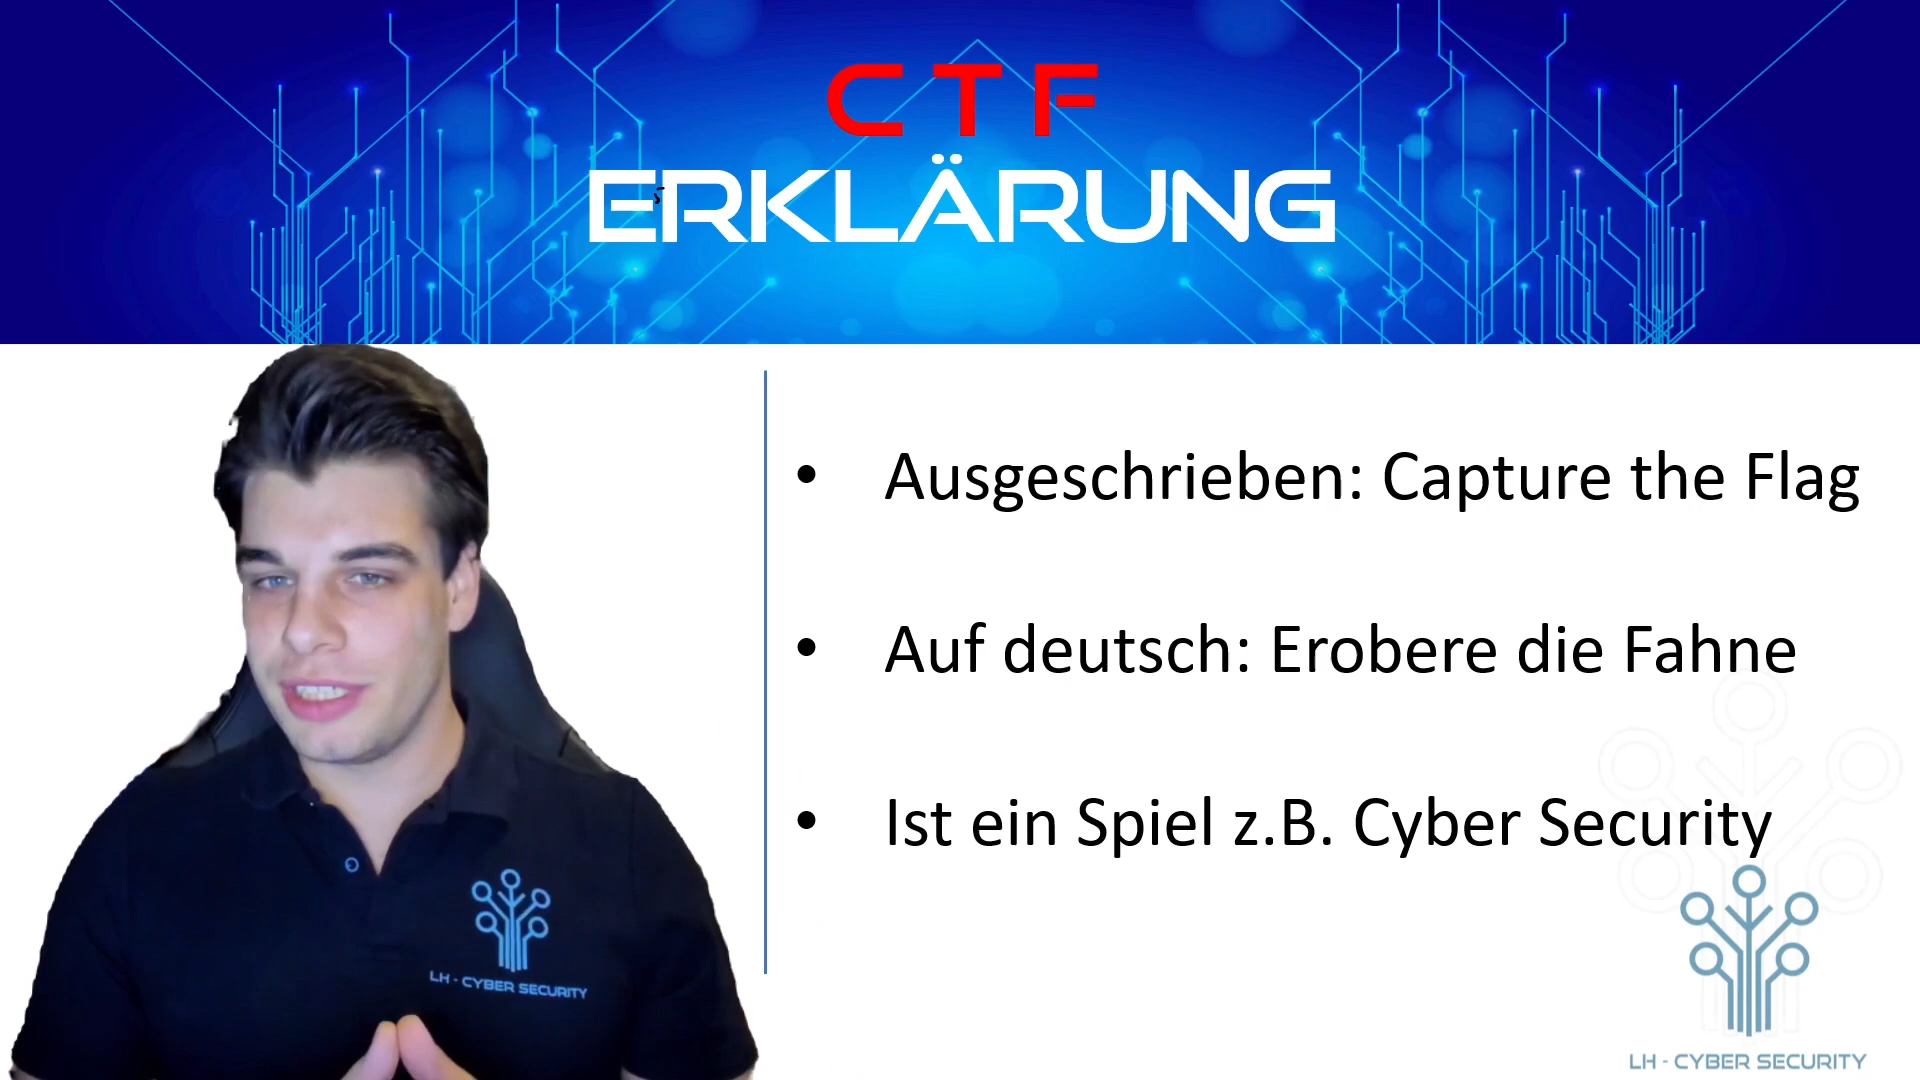 CTF
ERKLÄRUNG
Ausgeschrieben: Capture the Flag
Auf deutsch: Erobere die Fahne
Ist ein Spiel z.B. Cyber Security
LH - CYBER SECURITY
LH - CYBER SECURITY